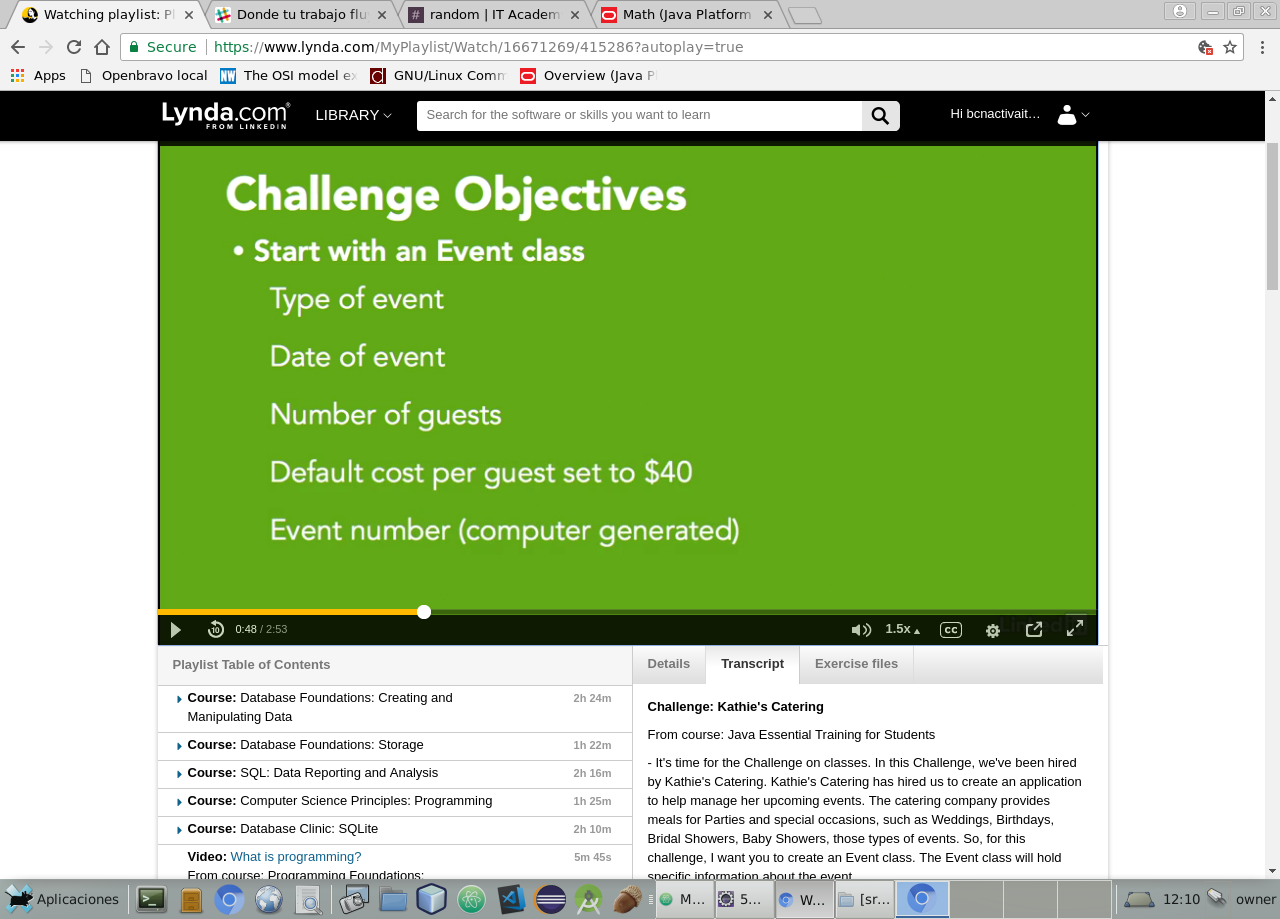 Watching playlist: Pl
Donde tu trabajo flu
random | IT Academ
Math (Java Platform
Secure
https://www.lynda.com/MyPlaylist/Watch/16671269/415286?autoplay=true
Apps
Openbravo local
The OSI model ex
GNU/Linux Comm
Overview (Java Pl
Lynda.com®
FROM LINKEDIN
LIBRARY
Search for the software or skills you want to learn
Hi bcnactivait…
Challenge Objectives
• Start with an Event class
Type of event
Date of event
Number of guests
Default cost per guest set to $40
Event number (computer generated)
10
0:48 / 2:53
1.5x
cc
Playlist Table of Contents
Course: Database Foundations: Creating and
Manipulating Data
2h 24m
Course: Database Foundations: Storage
1h 22m
Course: SQL: Data Reporting and Analysis
2h 16m
Course: Computer Science Principles: Programming
1h 25m
Course: Database Clinic: SQLite
2h 10m
Video: What is programming?
5m 45s
From course: Programming Foundations:
Details
Transcript
Exercise files
Challenge: Kathie's Catering
From course: Java Essential Training for Students
- It's time for the Challenge on classes. In this Challenge, we've been hired
by Kathie's Catering. Kathie's Catering has hired us to create an application
to help manage her upcoming events. The catering company provides
meals for Parties and special occasions, such as Weddings, Birthdays,
Bridal Showers, Baby Showers, those types of events. So, for this
challenge, I want you to create an Event class. The Event class will hold
specific information about the event
Aplicaciones
M...
5...
W...
[sr...
12:10
owner